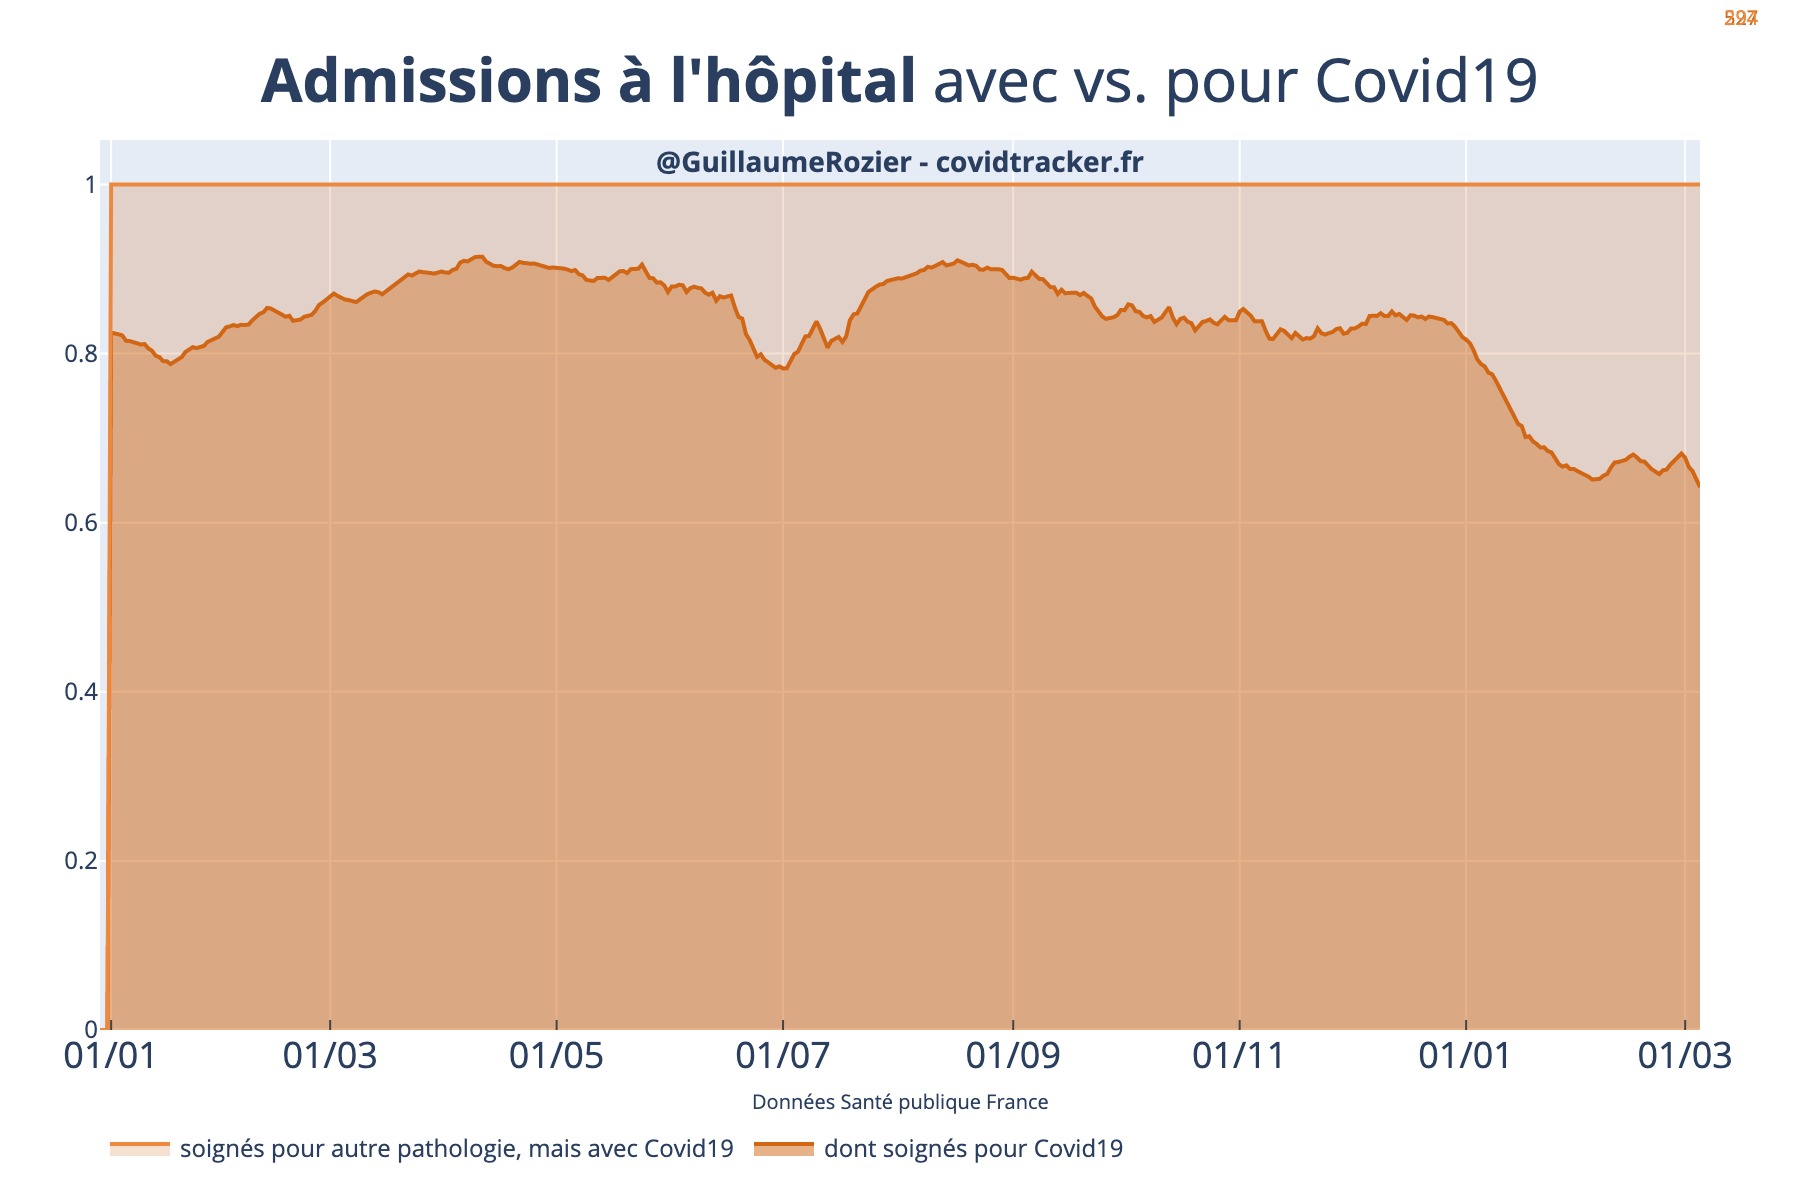 Admissions à l'hôpital avec vs. pour Covid19
@GuillaumeRozier - covidtracker.fr
1
0.8
0.6
0.4
0.2
0
01/01 01/03 01/05 01/07 01/09 01/11 01/01 01/03
Données Santé publique France
soignés pour autre pathologie, mais avec Covid19 dont soignés pour Covid19